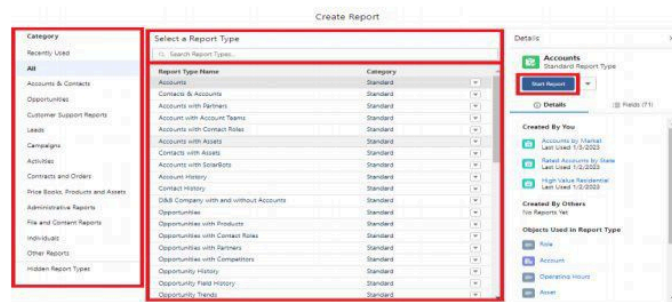 Create Report
Category
Recently Used
All
Accounts & Contacts
Opportunities
Customer Support Reports
Leads
Campaigns
Activities
Contracts and Orders
Price Books, Products and Assets
Administrative Reports
File and Content Reports
Individuals
Other Reports
Hidden Report Types
Select a Report Type
Search Report Types...
Report Type Name Category
Accounts Standard
Contacts & Accounts Standard
Accounts with Partners Standard
Account with Account Teams Standard
Accounts with Contact Roles Standard
Accounts with Assets Standard
Contacts with Assets Standard
Accounts with SolarBots Standard
Account History Standard
Contact History Standard
D&B Company with and without Accounts Standard
Opportunities Standard
Opportunities with Products Standard
Opportunities with Contact Roles Standard
Opportunities with Partners Standard
Opportunities with Competitors Standard
Opportunity History Standard
Opportunity Field History Standard
Opportunity Trends Standard
Details
Accounts
Standard Report Type
Start Report
Details Fields (71)
Created By You
Accounts by Market
Last Used 1/3/2023
Rated Accounts by State
Last Used 1/2/2023
High Value Residential
Last Used 1/2/2023
Created By Others
No Reports Yet
Objects Used in Report Type
Role
Account
Operating Hours
Asset